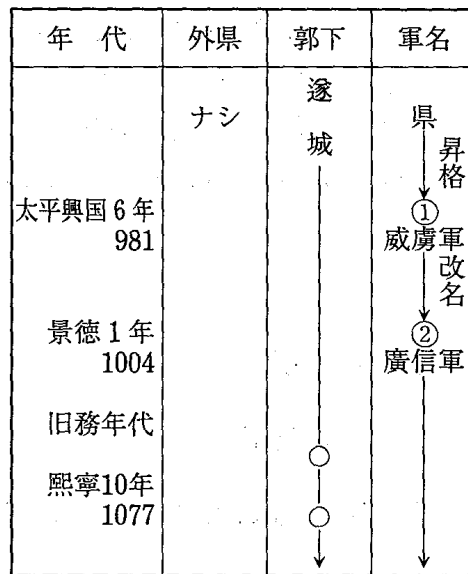 年代 外県 郭下 軍名
ナシ 遂城 県
昇格
太平興国6年 ①
981 威虜軍
改名
景徳1年 ②
1004 廣信軍
旧務年代
熙寧10年
1077